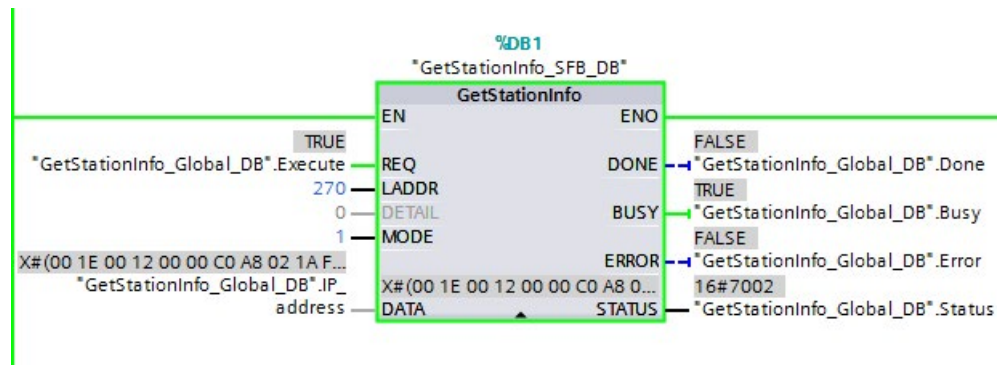 %DB1
"GetStationInfo_SFB_DB"
GetStationInfo
EN ENO
TRUE FALSE
"GetStationInfo_Global_DB".Execute REQ DONE "GetStationInfo_Global_DB".Done
270 LADDR TRUE
0 DETAIL BUSY "GetStationInfo_Global_DB".Busy
1 MODE FALSE
X#(00 1E 00 12 00 00 C0 A8 02 1A F... ERROR "GetStationInfo_Global_DB".Error
"GetStationInfo_Global_DB".IP_ X#(00 1E 00 12 00 00 C0 A8 0... 16#7002
address DATA STATUS "GetStationInfo_Global_DB".Status